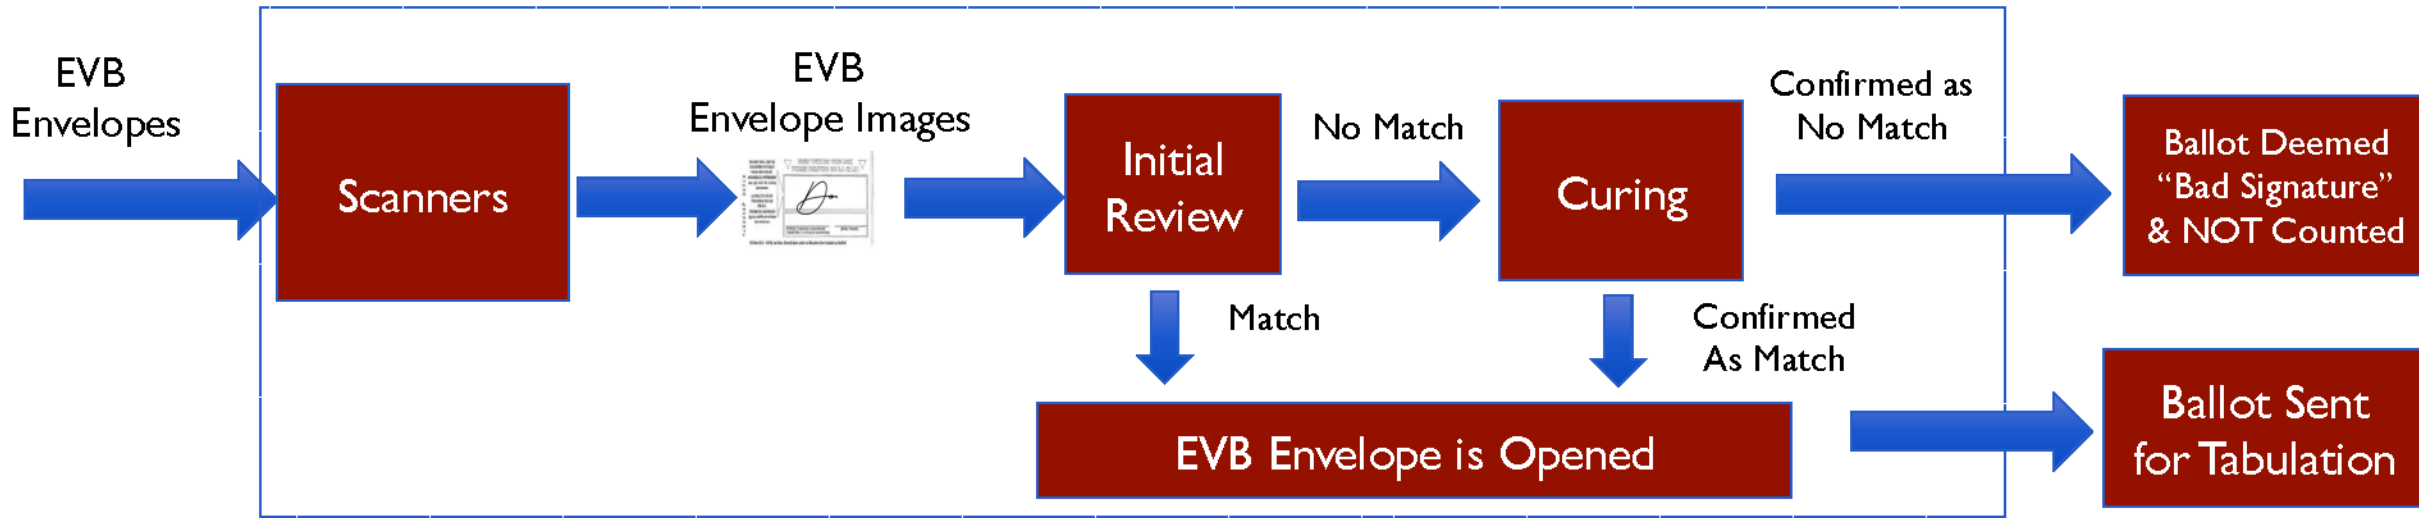 EVB
Envelopes
Scanners
EVB
Envelope Images
Initial
Review
No Match
Match
Curing
Confirmed as
No Match
Confirmed
As Match
EVB Envelope is Opened
Ballot Deemed
“Bad Signature”
& NOT Counted
Ballot Sent
for Tabulation